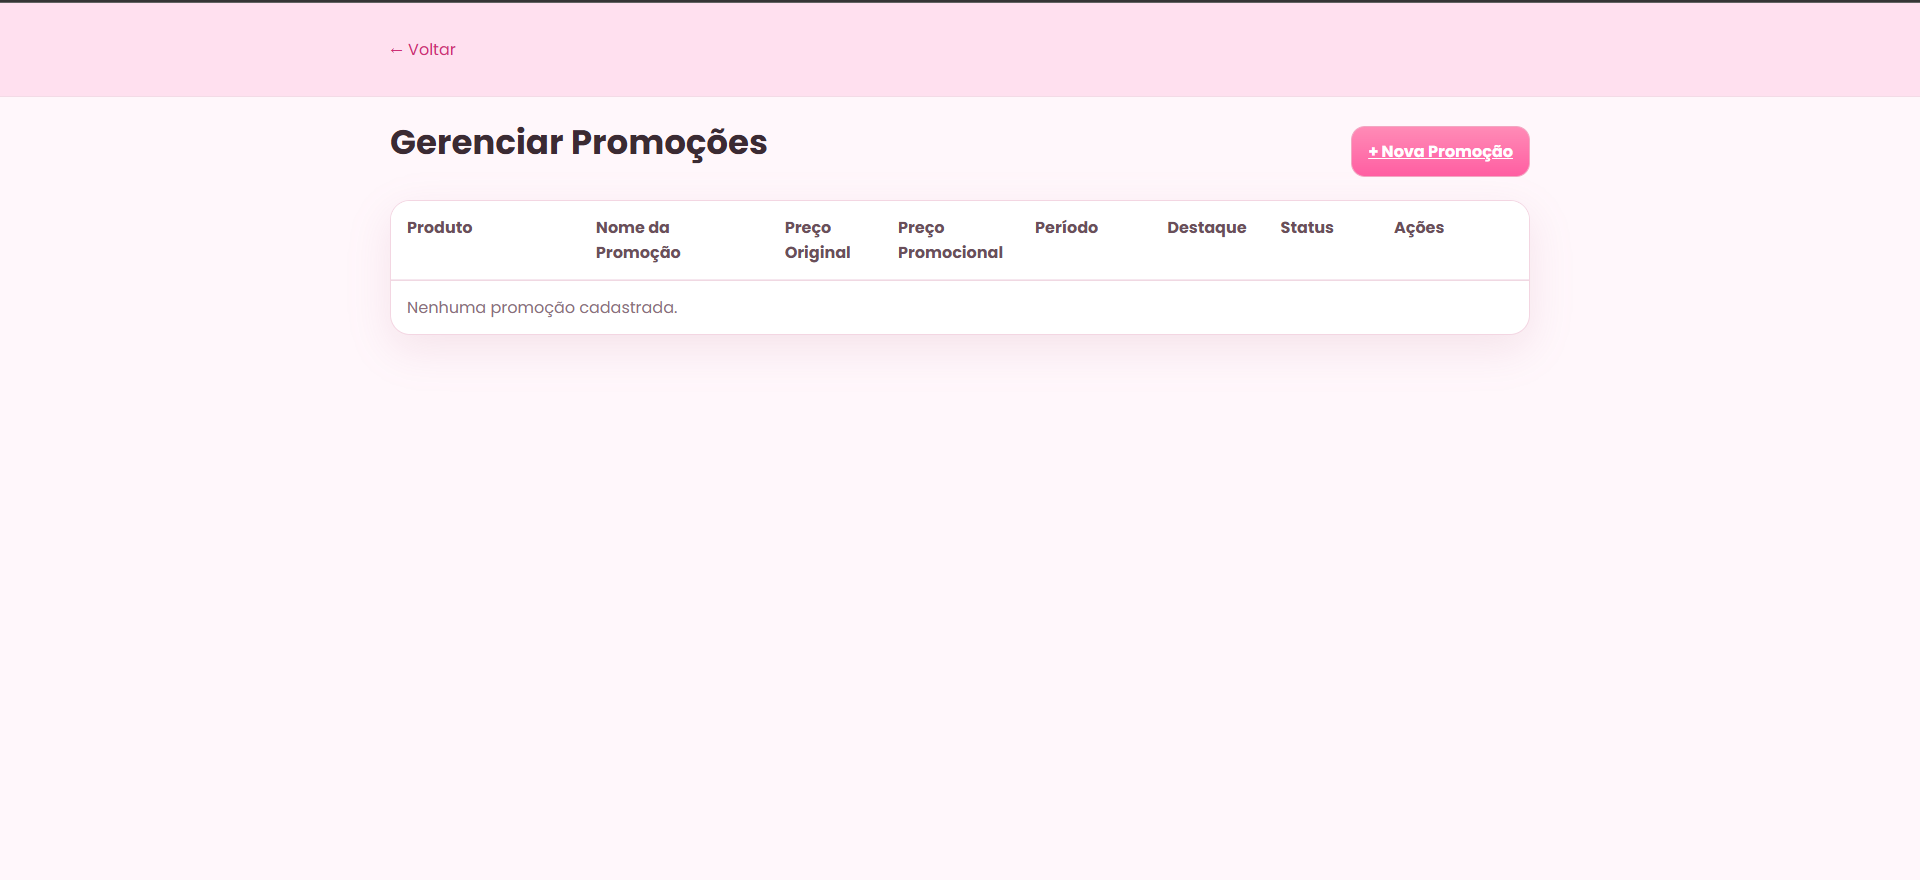 ← Voltar
Gerenciar Promoções
+ Nova Promoção
Produto
Nome da
Promoção
Preço
Original
Preço
Promocional
Período
Destaque
Status
Ações
Nenhuma promoção cadastrada.